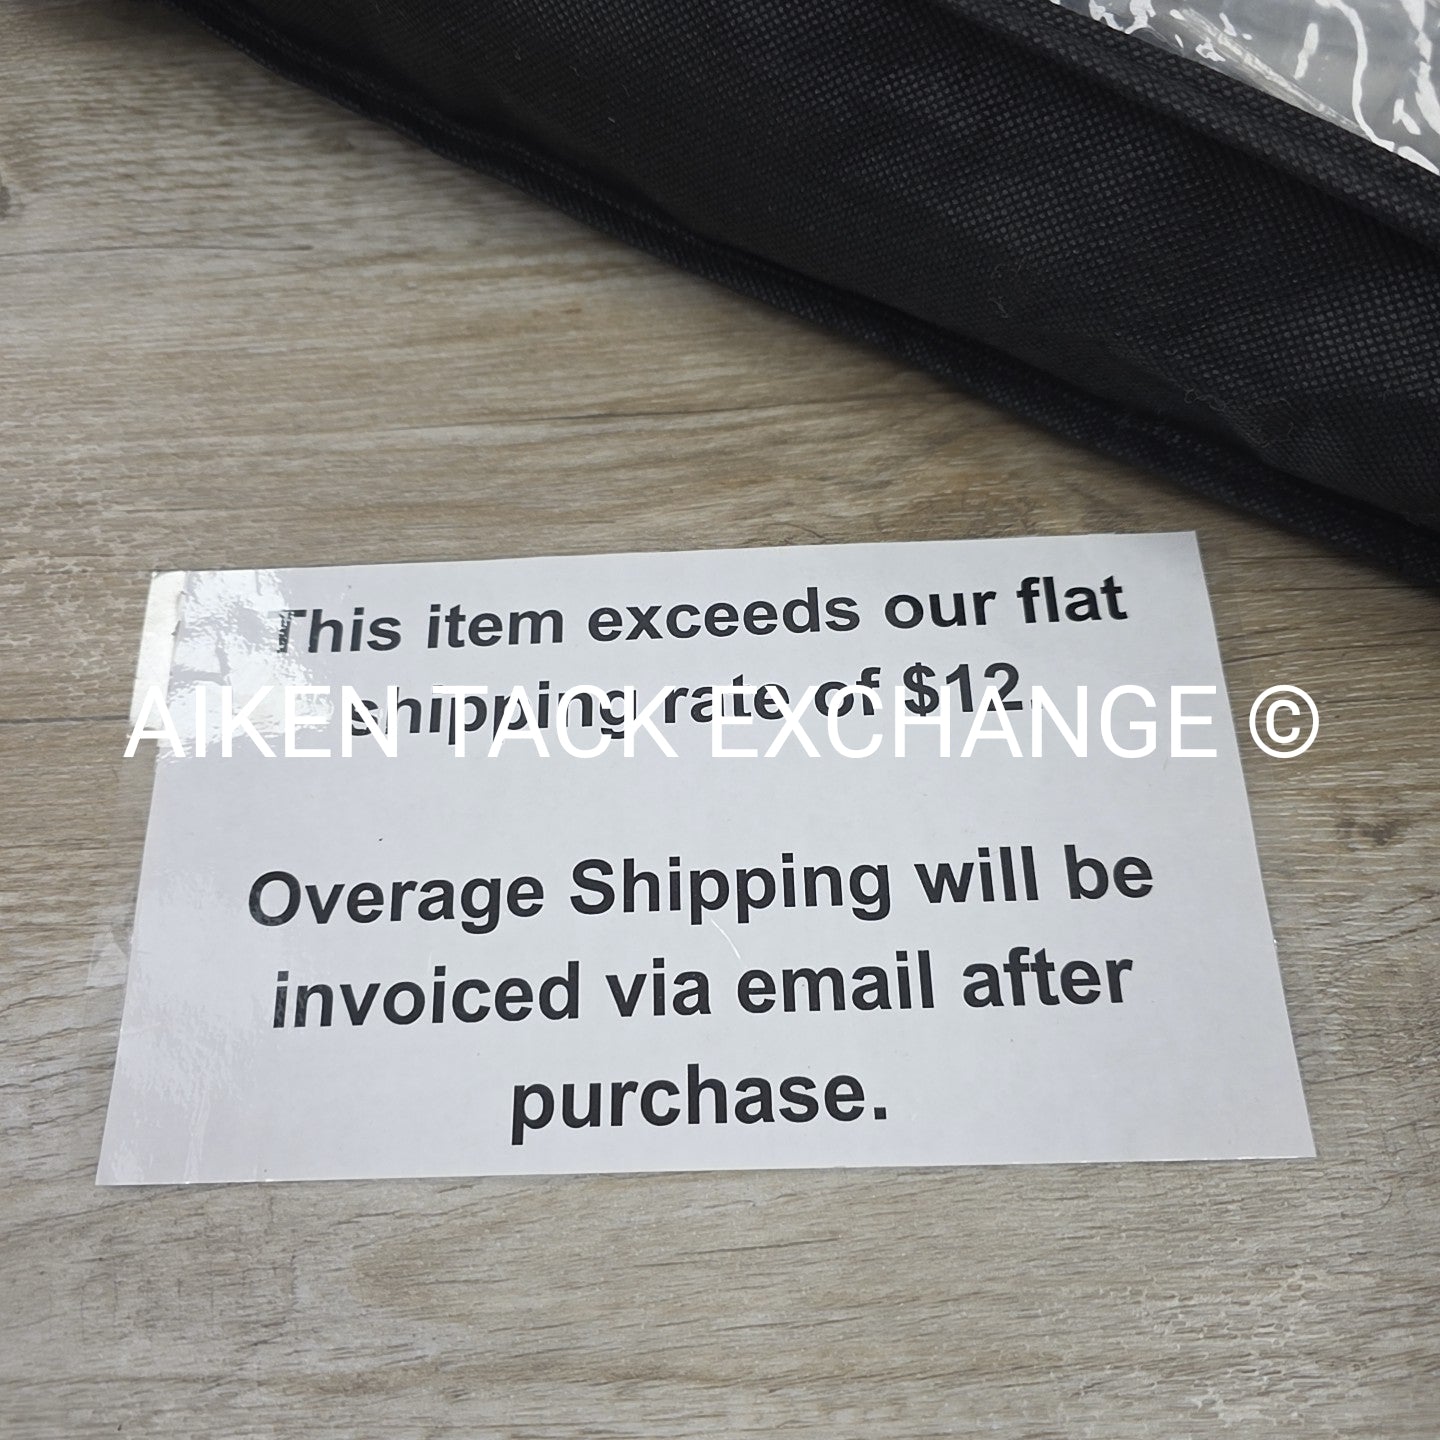 This item exceeds our flat
shipping rate of $12.
AIKEN TACK EXCHANGE ©
Overage Shipping will be
invoiced via email after
purchase.